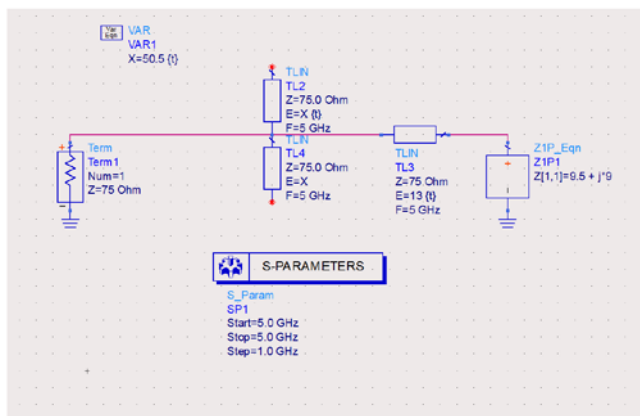 Var
Eqn
VAR
VAR1
X=50.5 {t}
TLIN
TL2
Z=75.0 Ohm
E=X {t}
F=5 GHz
Term
Term1
Num=1
Z=75 Ohm
TLIN
TL4
Z=75.0 Ohm
E=X
F=5 GHz
TLIN
TL3
Z=75 Ohm
E=13 {t}
F=5 GHz
Z1P_Eqn
Z1P1
Z[1,1]=9.5 + j*9
S-PARAMETERS
S_Param
SP1
Start=5.0 GHz
Stop=5.0 GHz
Step=1.0 GHz